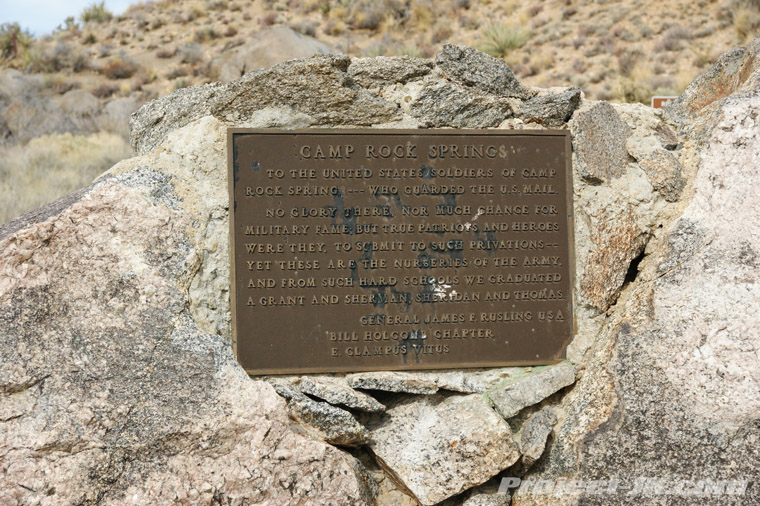 CAMP ROCK SPRINGS
TO THE UNITED STATES SOLDIERS OF CAMP
ROCK SPRINGS --- WHO GUARDED THE U.S. MAIL.
NO GLORY THERE, NOR MUCH CHANGE FOR
MILITARY FAME, BUT TRUE PATRIOTS AND HEROES
WERE THEY, TO SUBMIT TO SUCH PRIVATIONS--
YET THESE ARE THE NURSERIES OF THE ARMY,
AND FROM SUCH HARD SCHOOLS WE GRADUATED
A GRANT AND SHERMAN, SHERIDAN AND THOMAS.
GENERAL JAMES F. RUSLING USA
BILL HOLCOMB CHAPTER
E. CLAMPUS VITUS
Project-JK.com